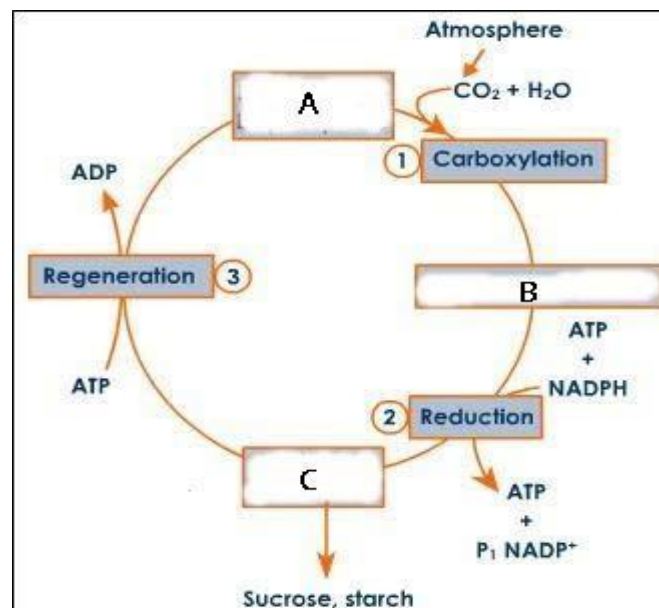 Atmosphere
A
CO₂ + H₂O
1 Carboxylation
ADP
Regeneration 3
B
ATP
+
NADPH
ATP
2 Reduction
C
ATP
+
P₁ NADP⁺
Sucrose, starch